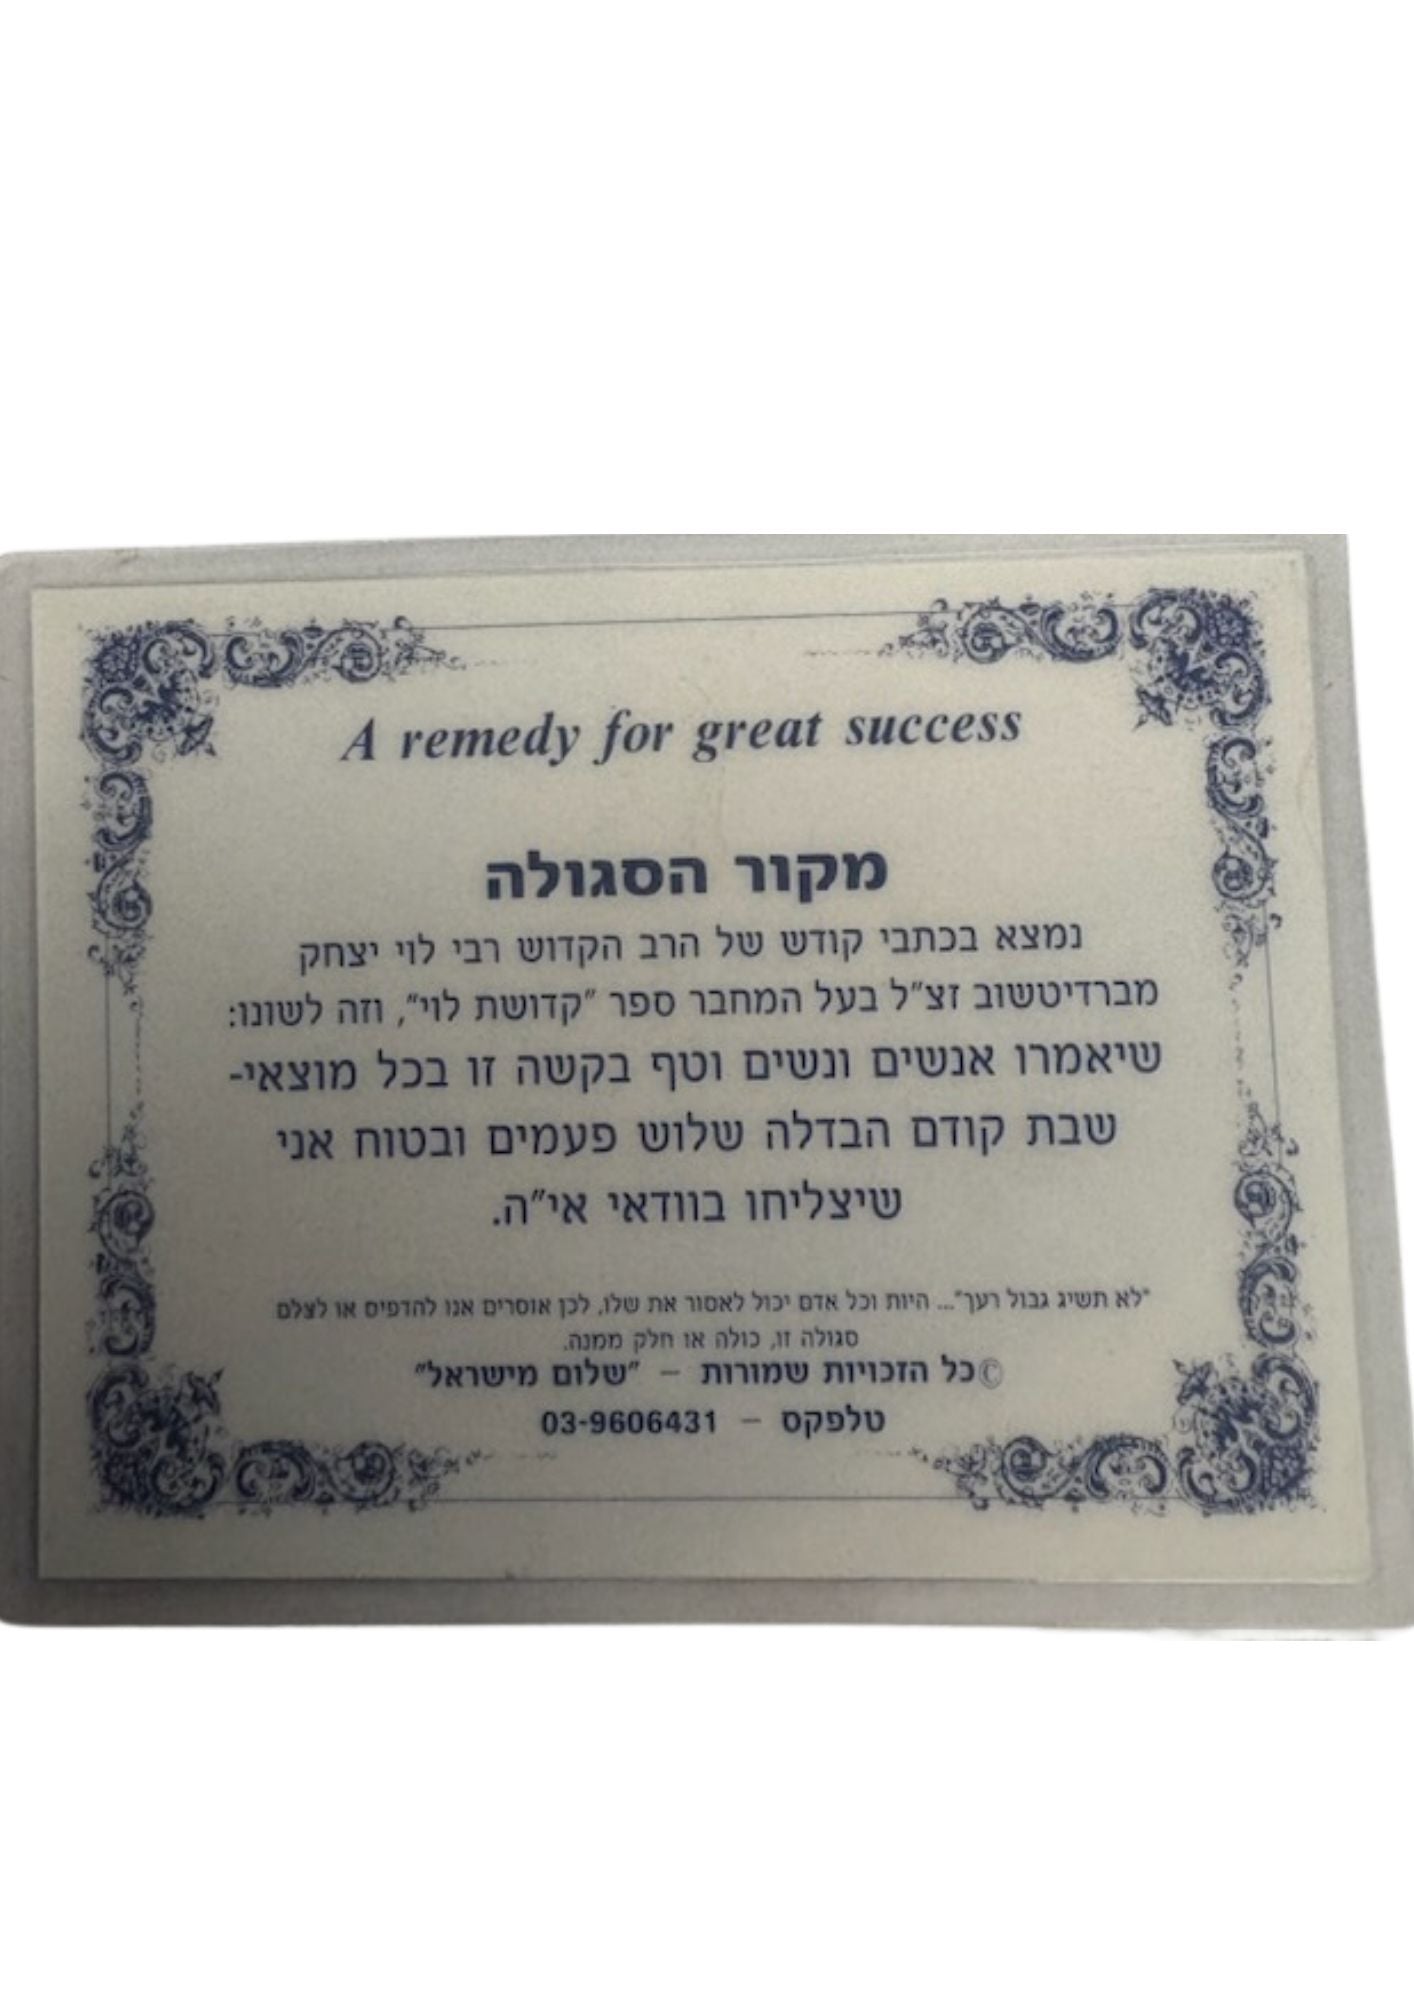 A remedy for great success
מקור הסגולה
נמצא בכתבי קודש של הרב הקדוש רבי לוי יצחק
מברדיטשוב זצ״ל בעל המחבר ספר ״קדושת לוי״, וזה לשונו:
שיאמרו אנשים ונשים וטף בקשה זו בכל מוצאי-
שבת קודם הבדלה שלוש פעמים ובטוח אני
שיצליחו בוודאי אי״ה.
"לא תשיג גבול רעך"... היות וכל אדם יכול לאסור את שלו, לכן אוסרים אנו להדפיס או לצלם
סגולה זו, כולה או חלק ממנה.
©כל הזכויות שמורות – ״שלום מישראל״
טלפקס – 03-9606431